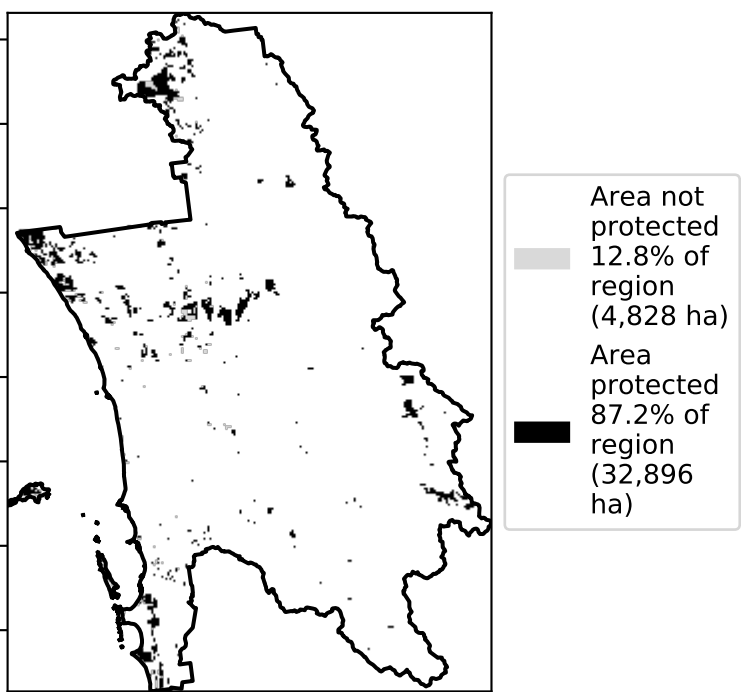 Area not
protected
12.8% of
region
(4,828 ha)
Area
protected
87.2% of
region
(32,896
ha)